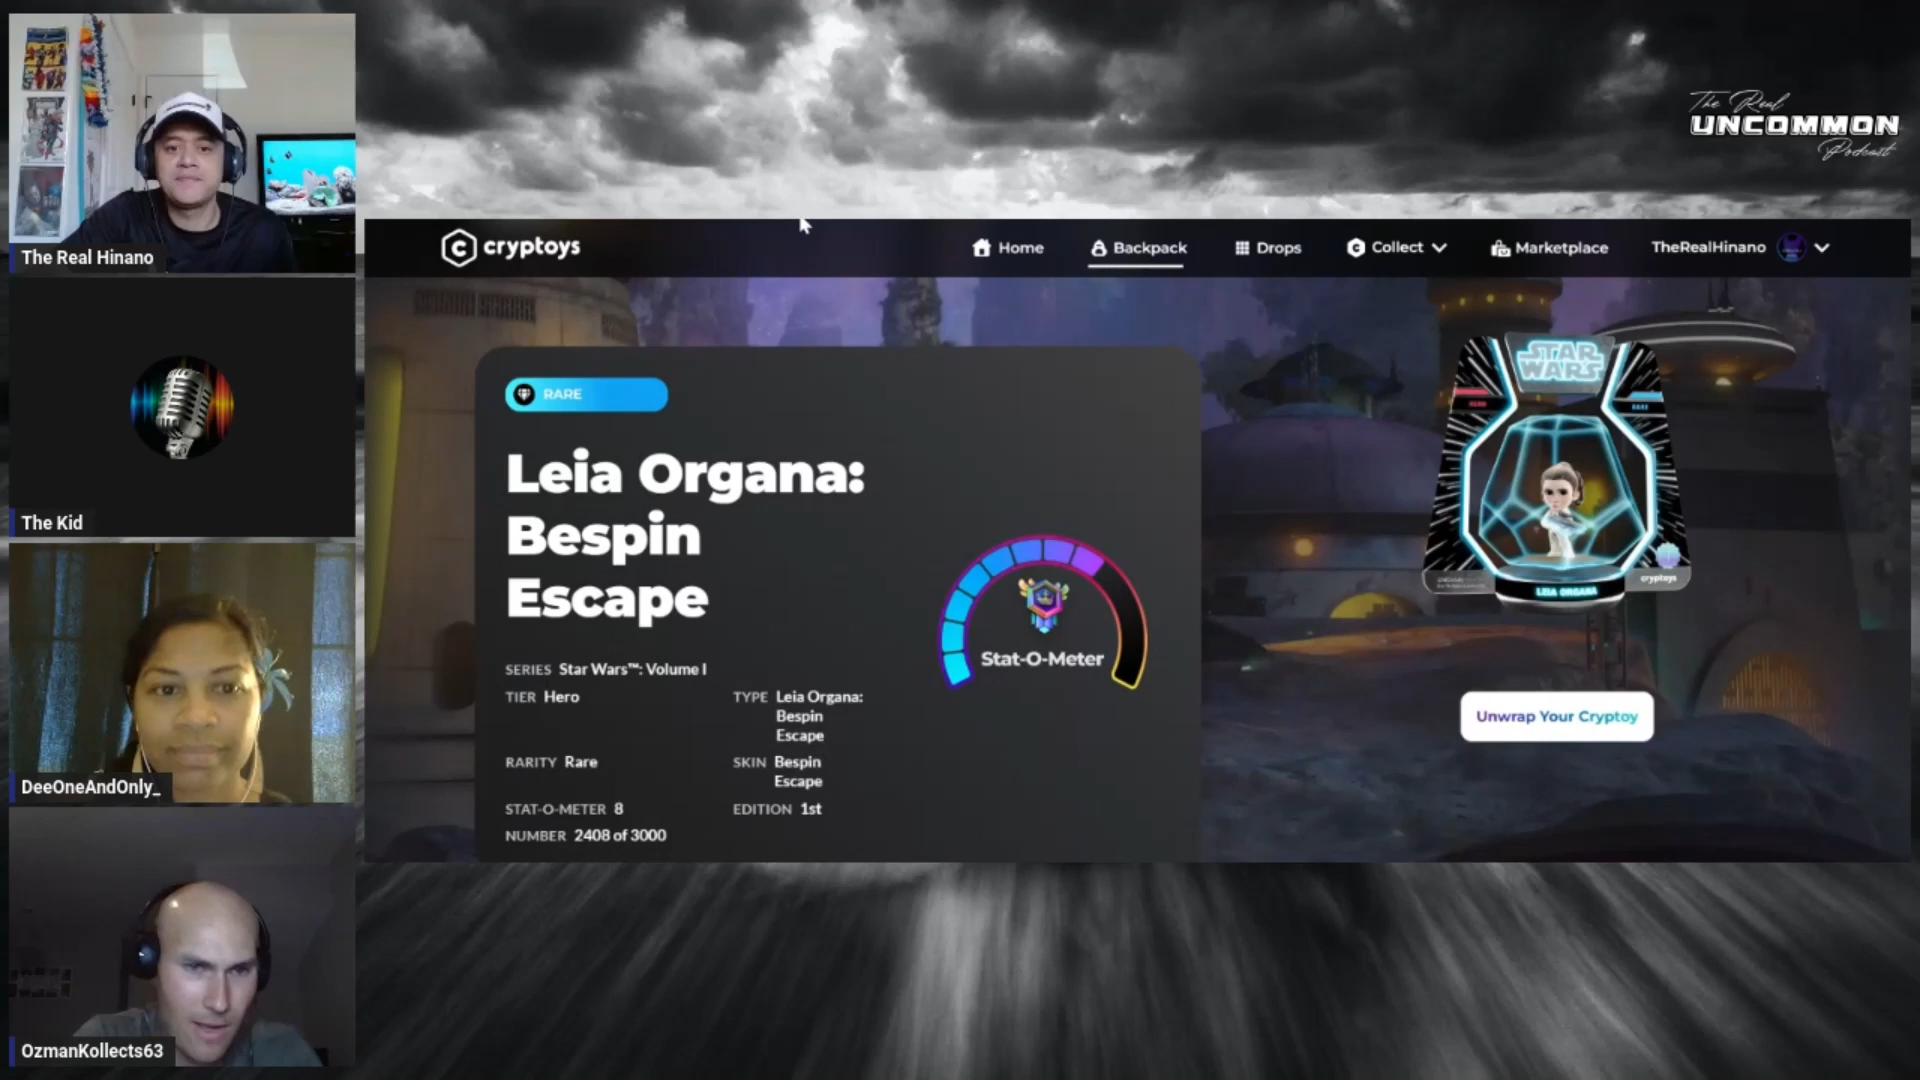 The Real
UNCOMMON
Podcast
The Real Hinano
The Kid
DeeOneAndOnly_
OzmanKollects63
cryptoys
Home
Backpack
Drops
Collect
Marketplace
TheRealHinano
RARE
Leia Organa:
Bespin
Escape
SERIES Star Wars™: Volume I
TIER Hero
TYPE Leia Organa:
Bespin
Escape
RARITY Rare
SKIN Bespin
Escape
STAT-O-METER 8
EDITION 1st
NUMBER 2408 of 3000
Stat-O-Meter
STAR
WARS
RARE
cryptoys
LEIA ORGANA
Unwrap Your Cryptoy